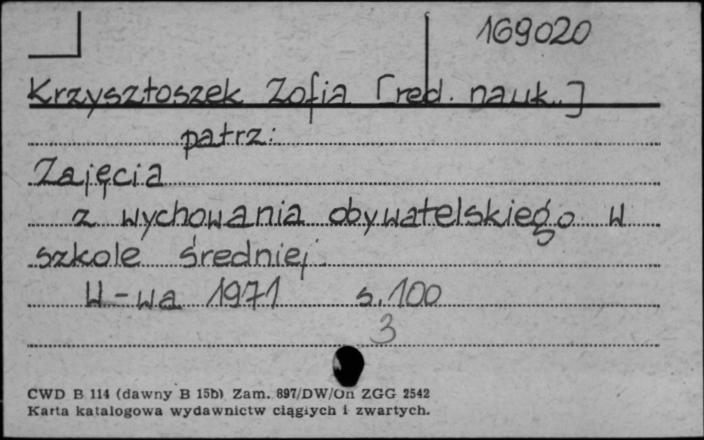 169020
Krzysztoszek Zofia [red. nauk.]
patrz:
Zajęcia
z wychowania obywatelskiego w
szkole średniej.
W-wa 1971 s. 100
3
CWD B 114 (dawny B 15b) Zam. 897/DW/Oh ZGG 2542
Karta katalogowa wydawnictw ciągłych i zwartych.